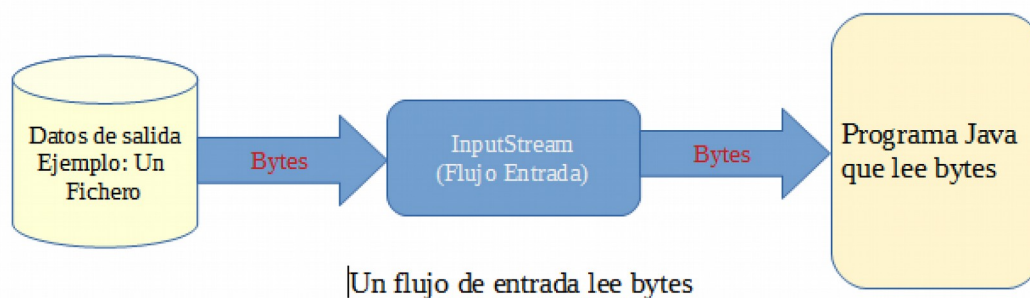 Datos de salida
Ejemplo: Un
Fichero
Bytes
InputStream
(Flujo Entrada)
Bytes
Programa Java
que lee bytes
Un flujo de entrada lee bytes